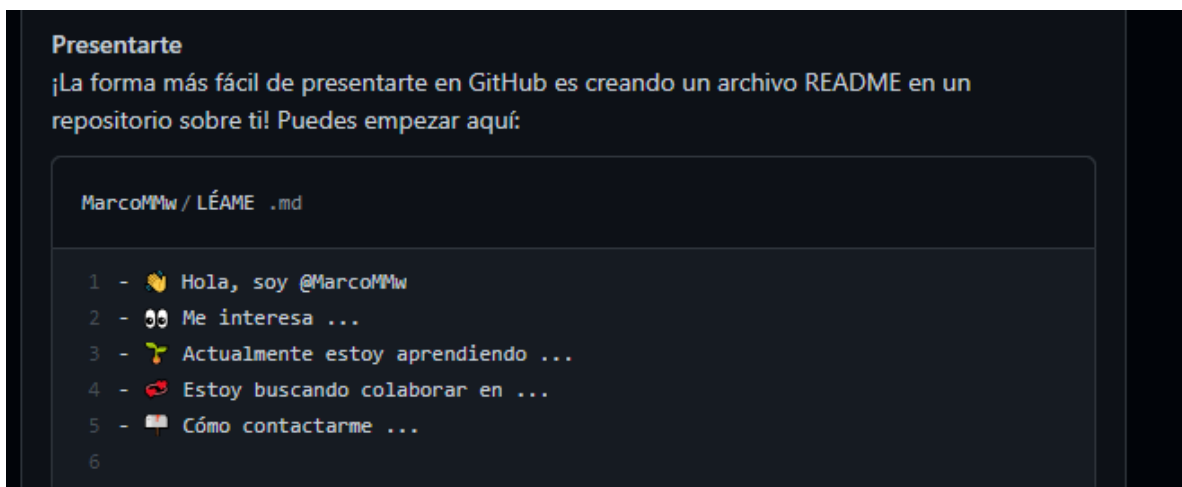 Presentarte
¡La forma más fácil de presentarte en GitHub es creando un archivo README en un
repositorio sobre ti! Puedes empezar aquí:
MarcoMMw/LÉAME .md
1 - 👋 Hola, soy @MarcoMMw
2 - 👀 Me interesa ...
3 - 🌱 Actualmente estoy aprendiendo ...
4 - 💞️ Estoy buscando colaborar en ...
5 - 📫 Cómo contactarme ...
6